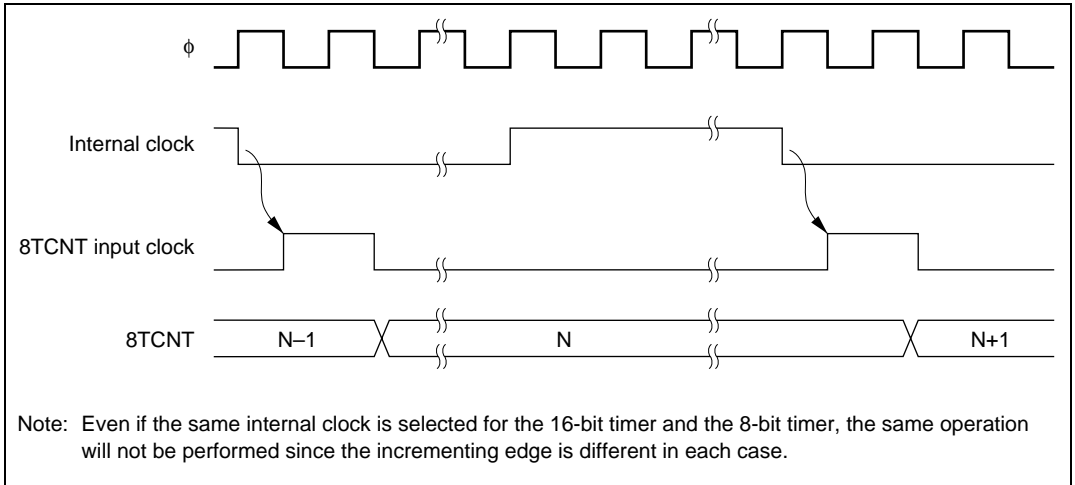 ϕ
Internal clock
8TCNT input clock
8TCNT
N–1
N
N+1
Note: Even if the same internal clock is selected for the 16-bit timer and the 8-bit timer, the same operation
will not be performed since the incrementing edge is different in each case.